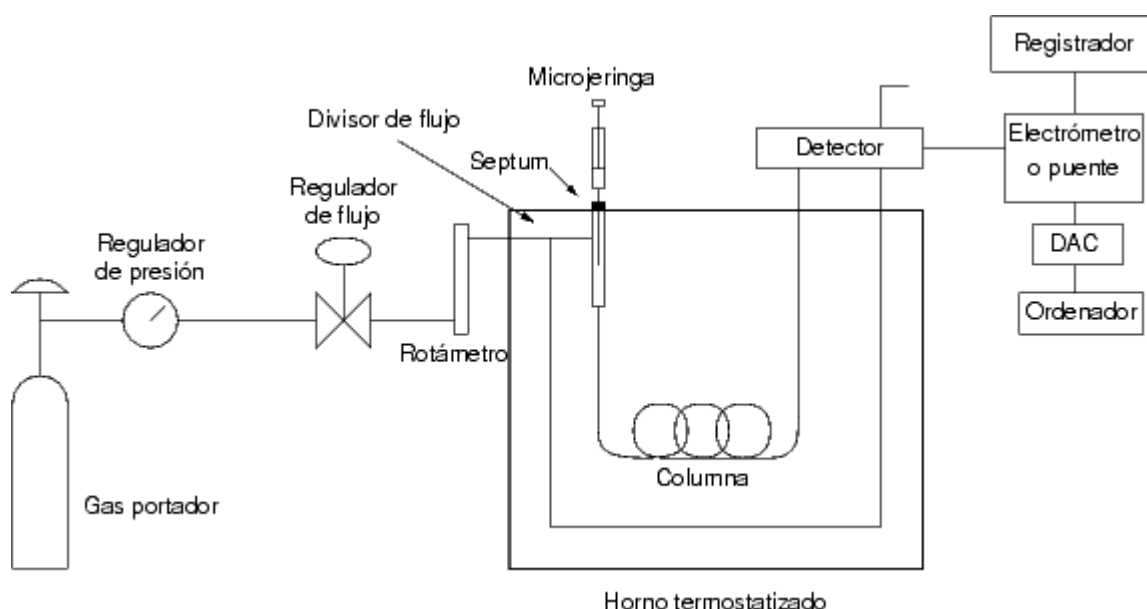 Registrador
Microjeringa
Divisor de flujo
Electrómetro
o puente
Detector
Septum
Regulador
de flujo
Regulador
de presión
DAC
Ordenador
Rotámetro
Columna
Gas portador
Horno termostatizado